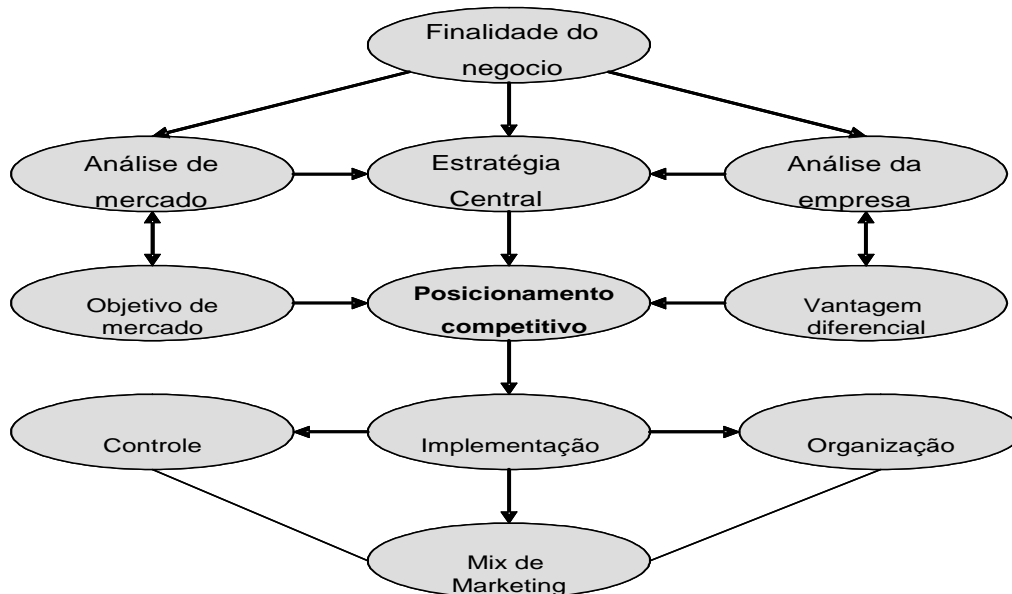 Finalidade do
negocio
Análise de
mercado
Estratégia
Central
Análise da
empresa
Objetivo de
mercado
Posicionamento
competitivo
Vantagem
diferencial
Controle
Implementação
Organização
Mix de
Marketing